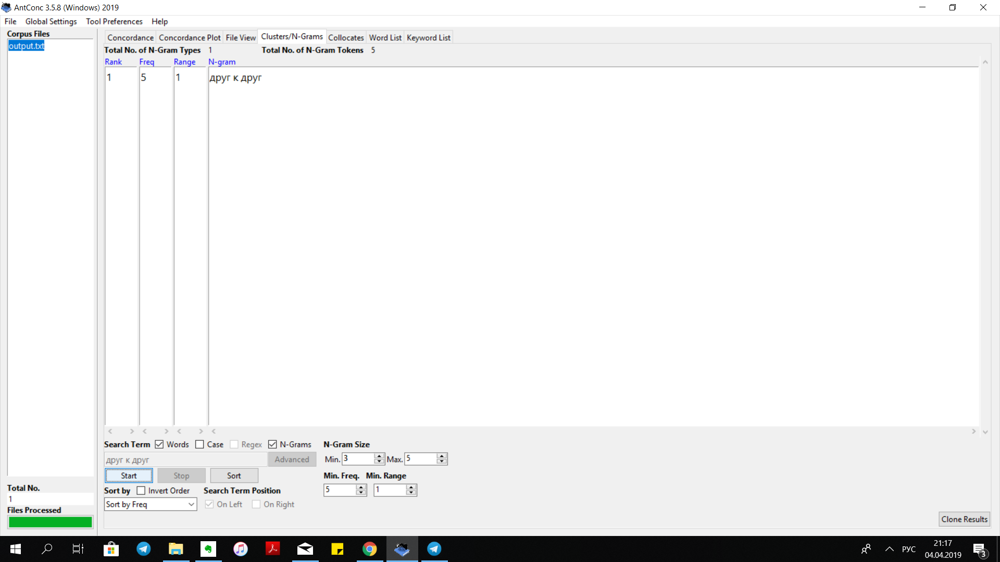 AntConc 3.5.8 (Windows) 2019
File Global Settings Tool Preferences Help
Corpus Files
output.txt
Concordance Concordance Plot File View Clusters/N-Grams Collocates Word List Keyword List
Total No. of N-Gram Types 1 Total No. of N-Gram Tokens 5
Rank Freq Range N-gram
1 5 1 друг к друг
Search Term Words Case Regex N-Grams N-Gram Size
друг к друг Advanced Min. 3 Max. 5
Start Stop Sort Min. Freq. Min. Range
5 1
Sort by Invert Order Search Term Position
Sort by Freq On Left On Right
Total No.
1
Files Processed
Clone Results
РУС
21:17
04.04.2019
3